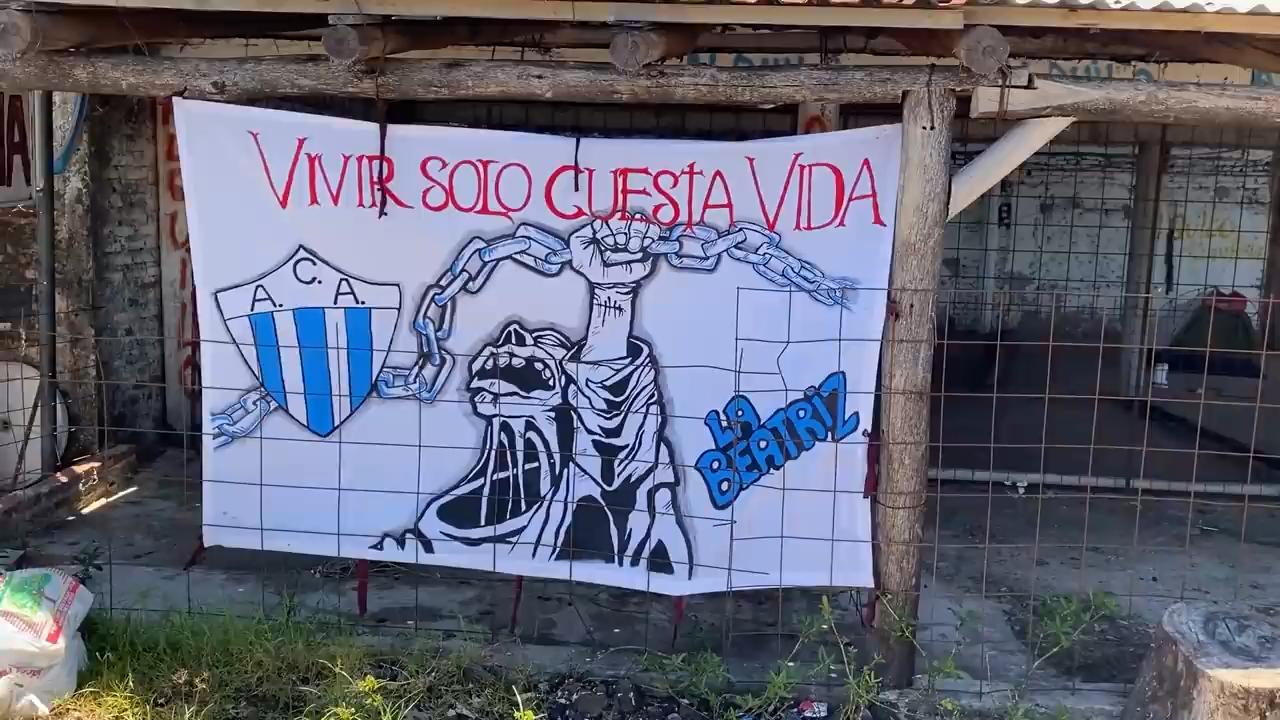 VIVIR SOLO CUESTA VIDA
A. C. A.
LA
BEATRIZ